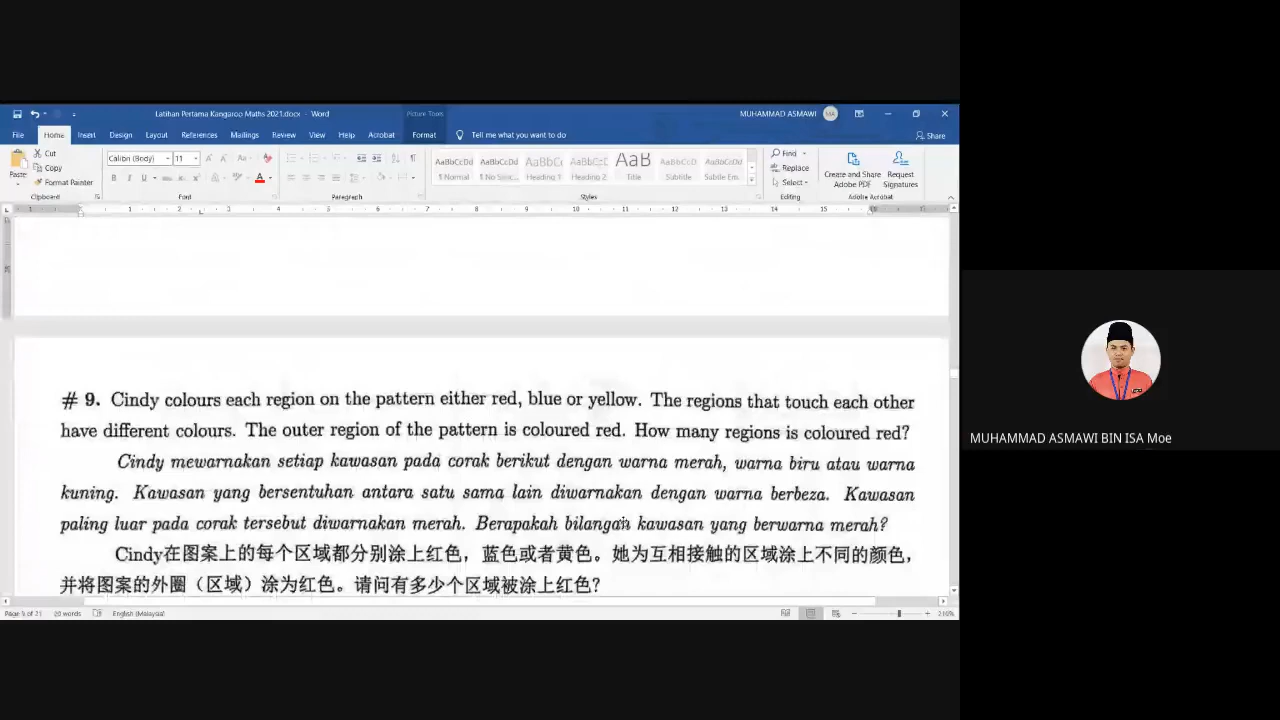 Latihan Pertama Kangaroo Maths 2021.docx - Word
Picture Tools
MUHAMMAD ASMAWI
MA
File Home Insert Design Layout References Mailings Review View Help Acrobat Format Tell me what you want to do Share
Paste
Cut
Copy
Format Painter
Clipboard
Calibri (Body) 11
Font
Paragraph
AaBbCcDd AaBbCcDd AaBbCc AaBbCcC AaB AaBbCcD AaBbCcDd
Normal No Spac... Heading 1 Heading 2 Title Subtitle Subtle Em...
Styles
Find
Replace
Select
Editing
Create and Share Adobe PDF
Request Signatures
Adobe Acrobat
# 9. Cindy colours each region on the pattern either red, blue or yellow. The regions that touch each other
have different colours. The outer region of the pattern is coloured red. How many regions is coloured red?
Cindy mewarnakan setiap kawasan pada corak berikut dengan warna merah, warna biru atau warna
kuning. Kawasan yang bersentuhan antara satu sama lain diwarnakan dengan warna berbeza. Kawasan
paling luar pada corak tersebut diwarnakan merah. Berapakah bilangan kawasan yang berwarna merah?
Cindy在图案上的每个区域都分别涂上红色，蓝色或者黄色。她为互相接触的区域涂上不同的颜色，
并将图案的外圈（区域）涂为红色。请问有多少个区域被涂上红色？
20 words
English (Malaysia)
MUHAMMAD ASMAWI BIN ISA Moe